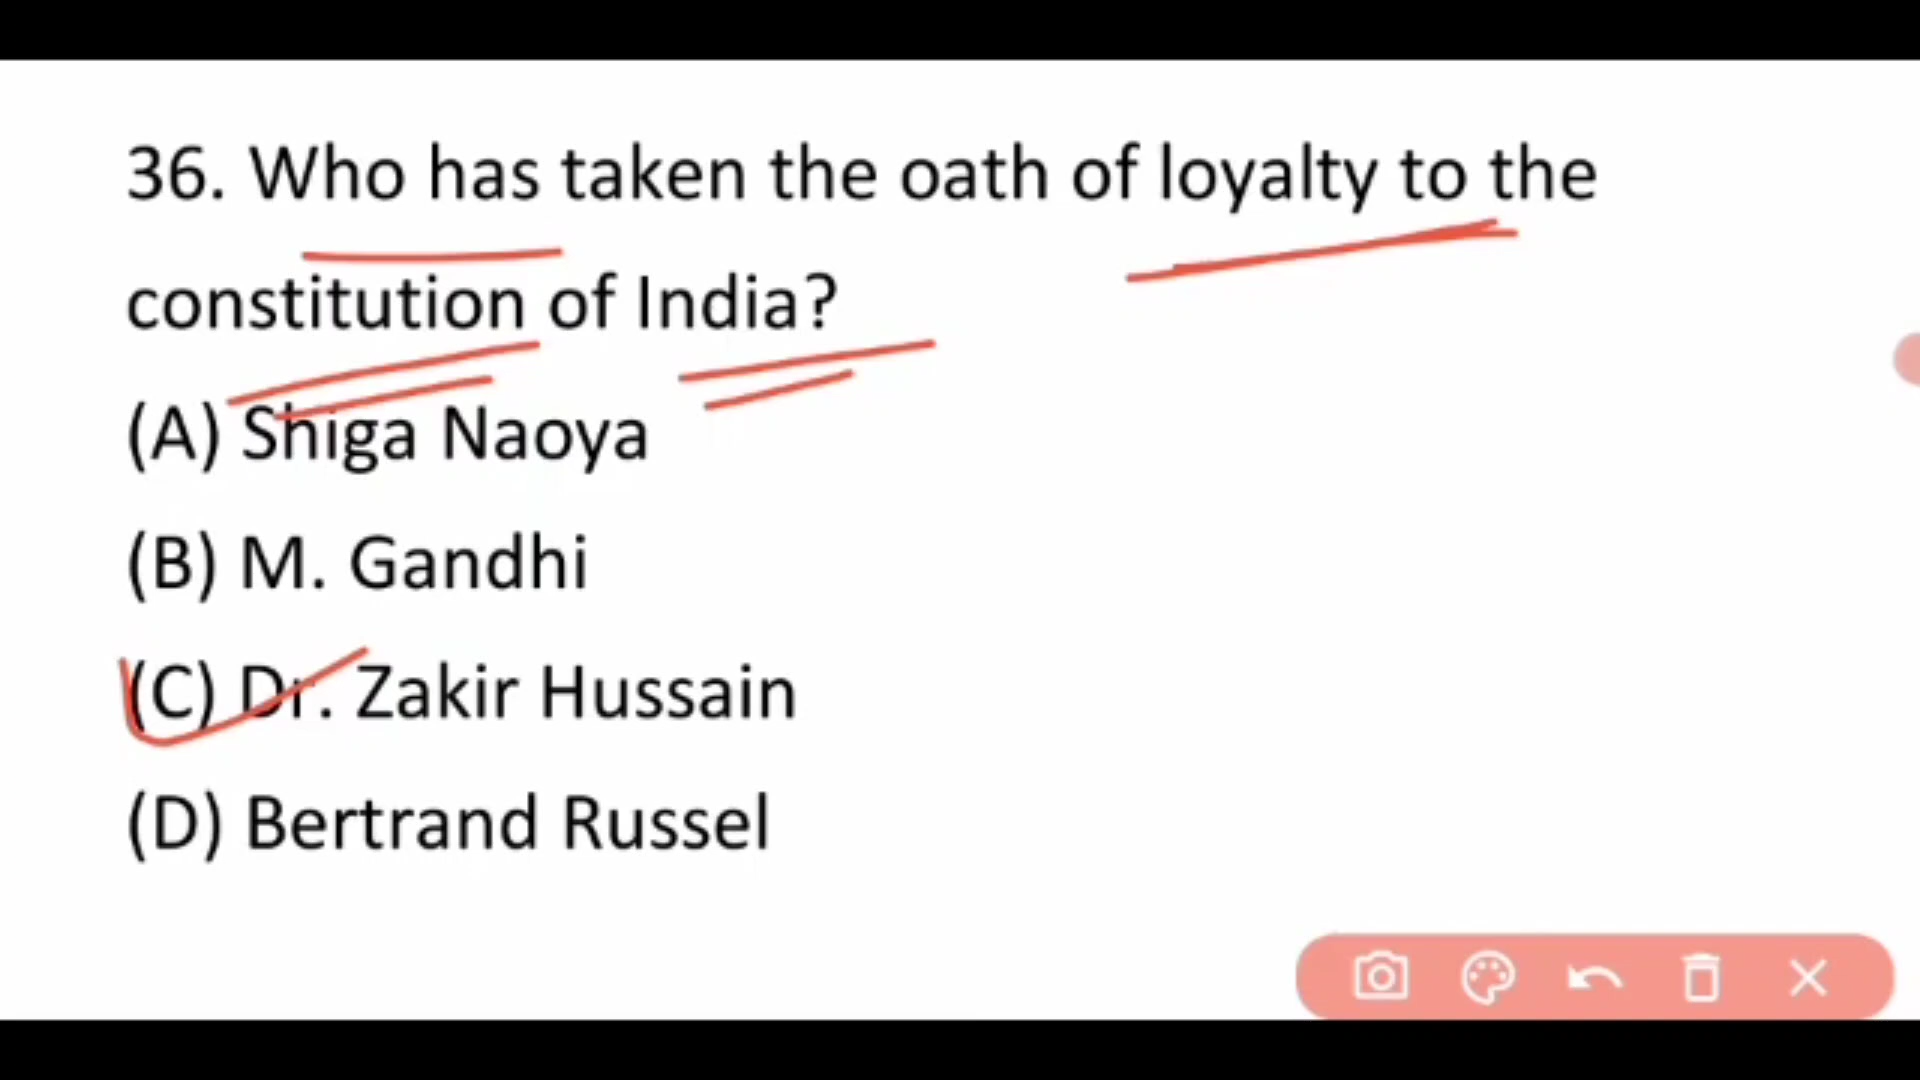 36. Who has taken the oath of loyalty to the
constitution of India?
(A) Shiga Naoya
(B) M. Gandhi
(C) Dr. Zakir Hussain
(D) Bertrand Russel